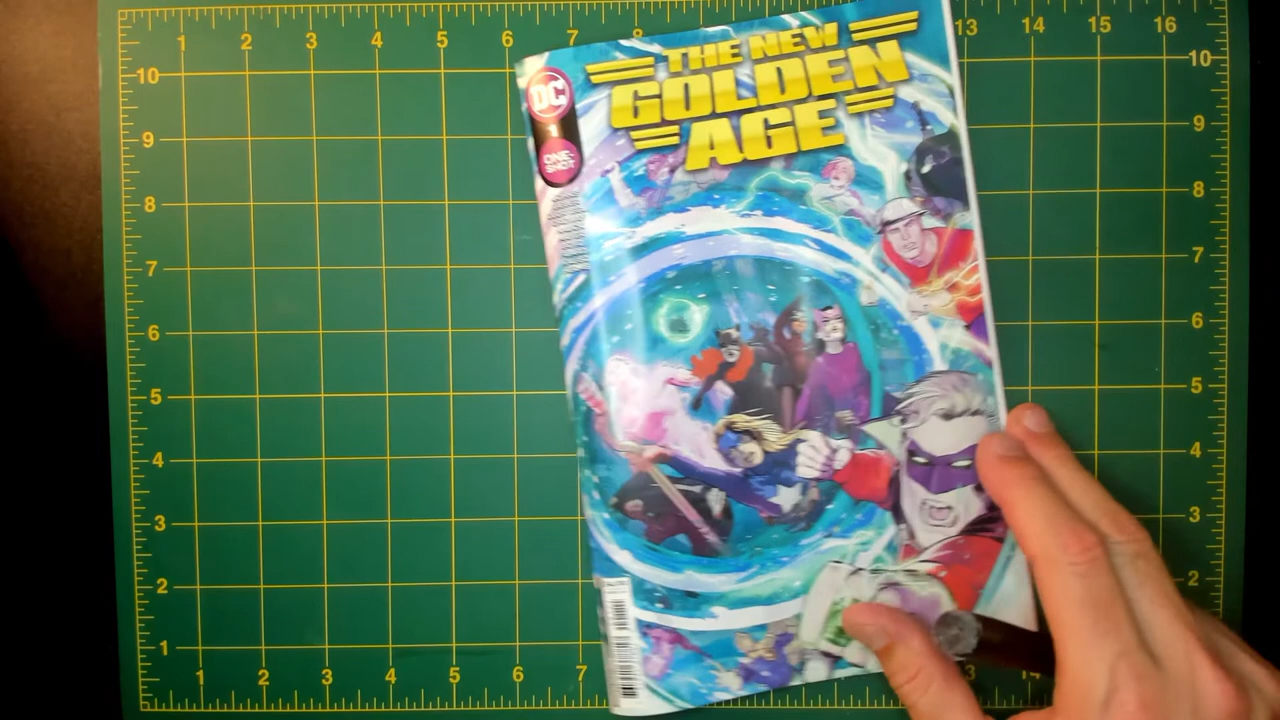 1 2 3 4 5 6 7 8 13 14 15 16
10 10
9 9
8 8
7 7
6 6
5 5
4 4
3 3
2 2
1
1 2 3 4 5 6 7 14
THE NEW
GOLDEN
AGE
DC
1
ONE-
SHOT